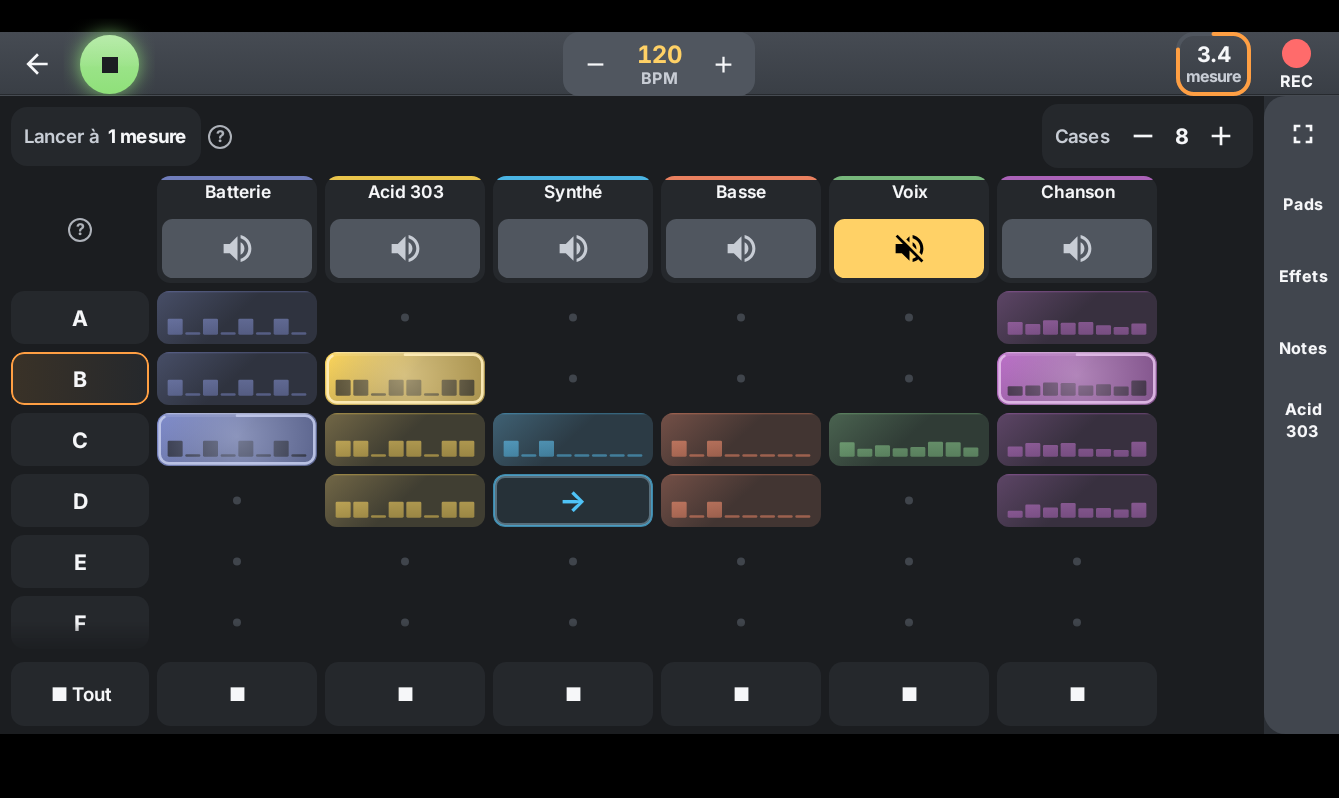 120
BPM
3.4
mesure
REC
Lancer à 1 mesure
?
Cases
8
Batterie
Acid 303
Synthé
Basse
Voix
Chanson
?
A
B
C
D
E
F
Tout
Pads
Effets
Notes
Acid
303